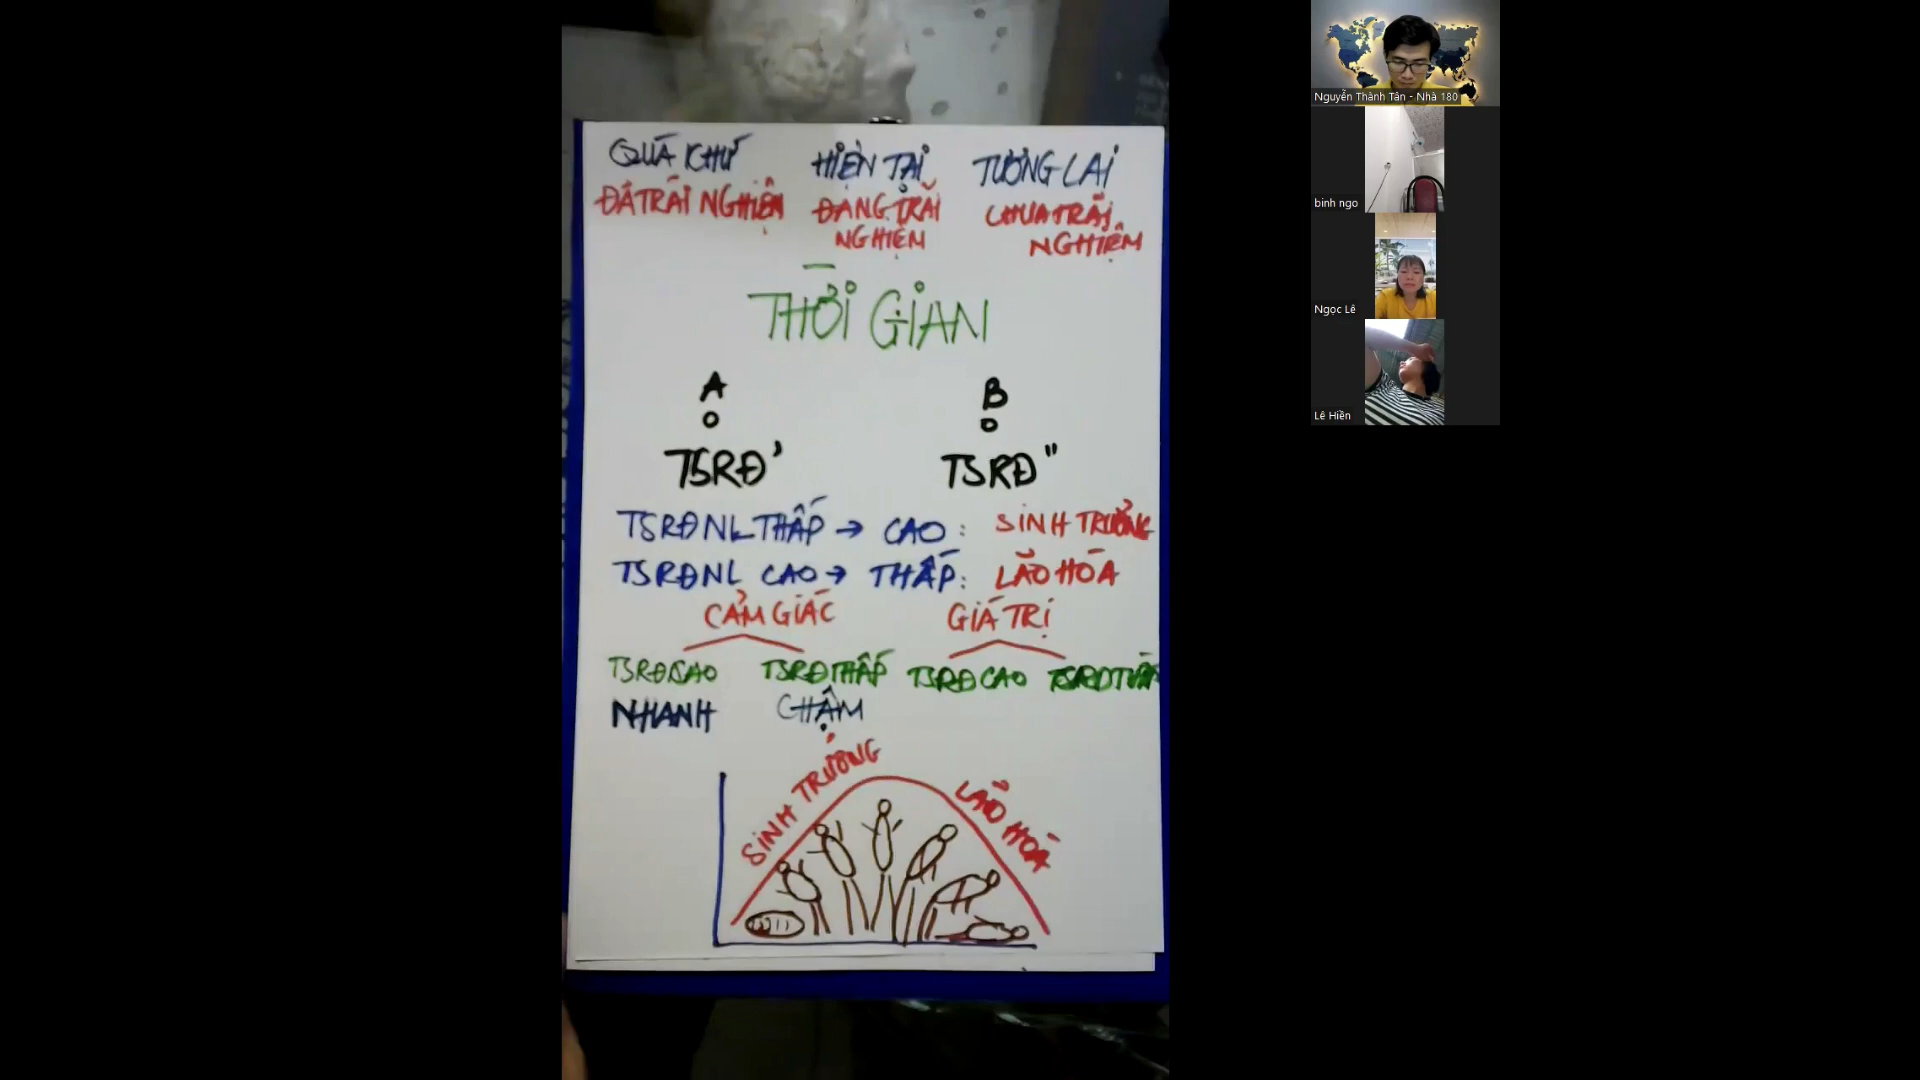 QUÁ KHỨ HIỆN TẠI TƯƠNG LAI
ĐÃ TRẢI NGHIỆM ĐANG TRẢI NGHIỆM CHƯA TRẢI NGHIỆM
THỜI GIAN
A B
TSRĐ' TSRĐ"
TSRĐNL THẤP → CAO: SINH TRƯỞNG
TSRĐNL CAO → THẤP: LÃO HÓA
CẢM GIÁC GIÁ TRỊ
TSRĐ CAO TSRĐ THẤP TSRĐ CAO
NHANH CHẬM
SINH TRƯỞNG
LÃO HOÁ
Nguyễn Thành Tân - Nhà 180
binh ngo
Ngọc Lê
Lê Hiền